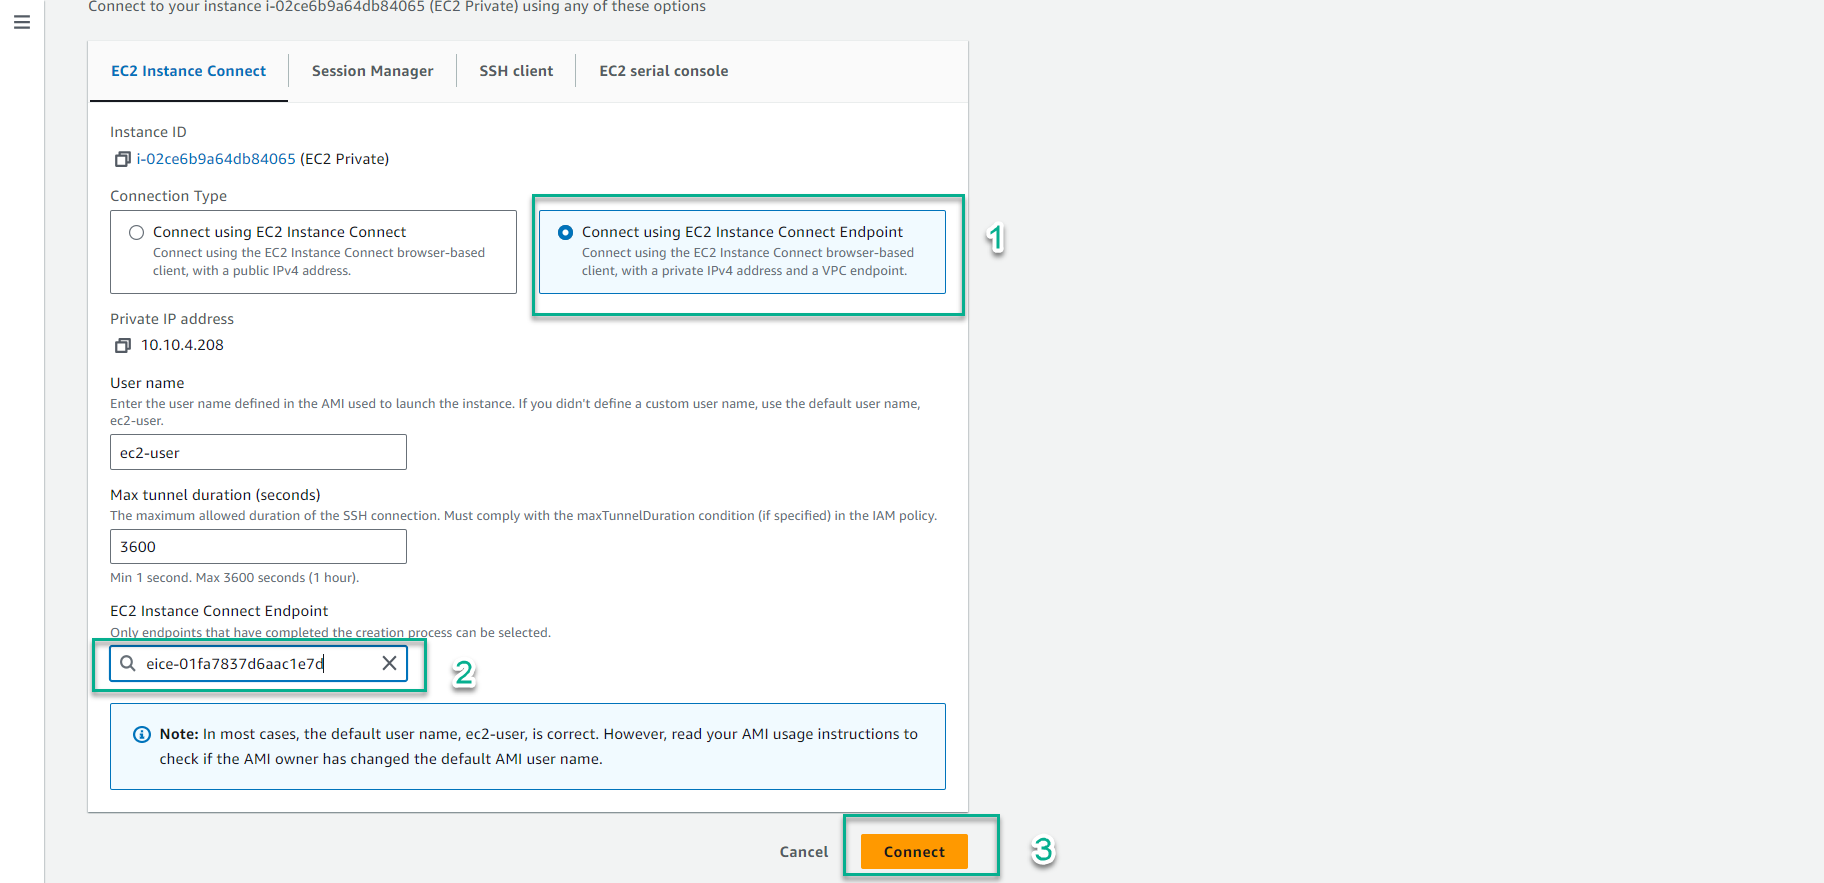 Connect to your instance i-02ce6b9a64db84065 (EC2 Private) using any of these options
EC2 Instance Connect
Session Manager
SSH client
EC2 serial console
Instance ID
i-02ce6b9a64db84065 (EC2 Private)
Connection Type
Connect using EC2 Instance Connect
Connect using the EC2 Instance Connect browser-based
client, with a public IPv4 address.
Connect using EC2 Instance Connect Endpoint
Connect using the EC2 Instance Connect browser-based
client, with a private IPv4 address and a VPC endpoint.
1
Private IP address
10.10.4.208
User name
Enter the user name defined in the AMI used to launch the instance. If you didn't define a custom user name, use the default user name,
ec2-user.
ec2-user
Max tunnel duration (seconds)
The maximum allowed duration of the SSH connection. Must comply with the maxTunnelDuration condition (if specified) in the IAM policy.
3600
Min 1 second. Max 3600 seconds (1 hour).
EC2 Instance Connect Endpoint
Only endpoints that have completed the creation process can be selected.
eice-01fa7837d6aac1e7d
2
Note: In most cases, the default user name, ec2-user, is correct. However, read your AMI usage instructions to
check if the AMI owner has changed the default AMI user name.
Cancel
Connect
3